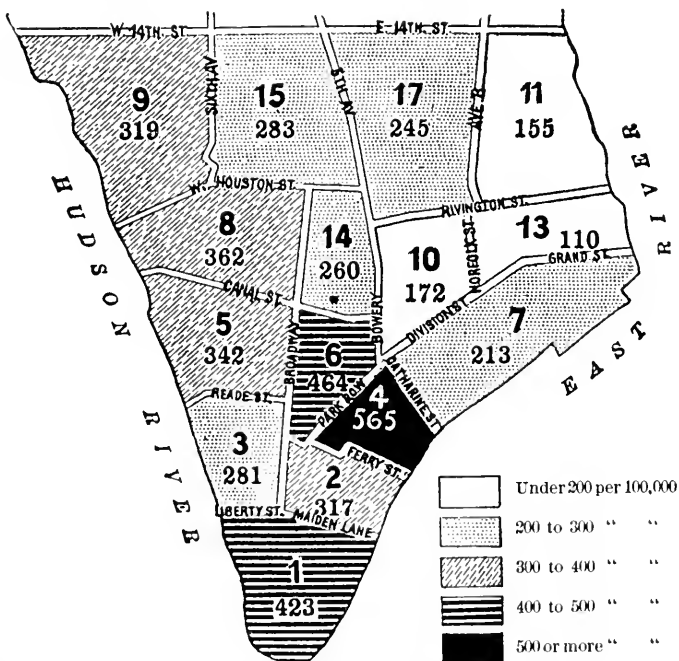 W. 14TH. ST.
E. 14TH. ST.
SIXTH AV
5TH. AV
AVE B
9
319
15
283
17
245
11
155
HUDSON RIVER
EAST RIVER
W. HOUSTON ST.
RIVINGTON ST.
NORFOLK ST.
8
362
14
260
10
172
13
110
GRAND ST.
CANAL ST.
BROADWAY
BOWERY
DIVISION ST.
5
342
6
464
7
213
PARK ROW
CATHARINE ST
4
565
READE ST.
3
281
FERRY ST.
2
317
LIBERTY ST.
MAIDEN LANE
1
423
Under 200 per 100,000
200 to 300 “ “
300 to 400 “ “
400 to 500 “ “
500 or more “ “